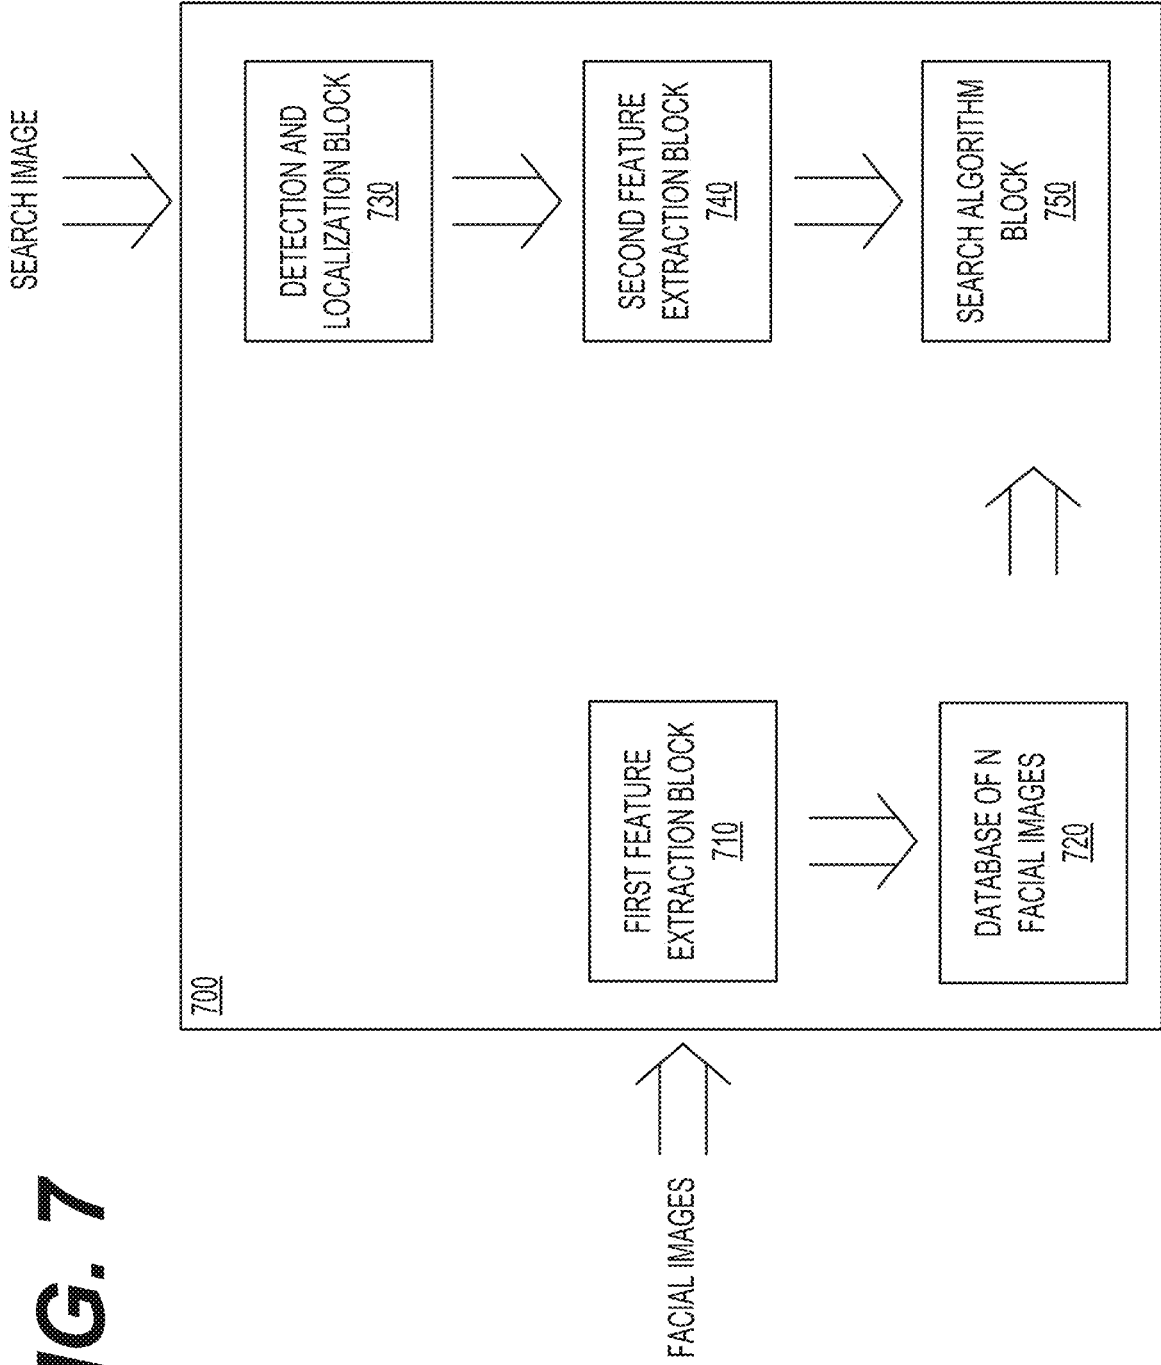 IG. 7
SEARCH IMAGE
700
DETECTION AND
LOCALIZATION BLOCK
730
FIRST FEATURE
EXTRACTION BLOCK
710
SECOND FEATURE
EXTRACTION BLOCK
740
FACIAL IMAGES
DATABASE OF N
FACIAL IMAGES
720
SEARCH ALGORITHM
BLOCK
750